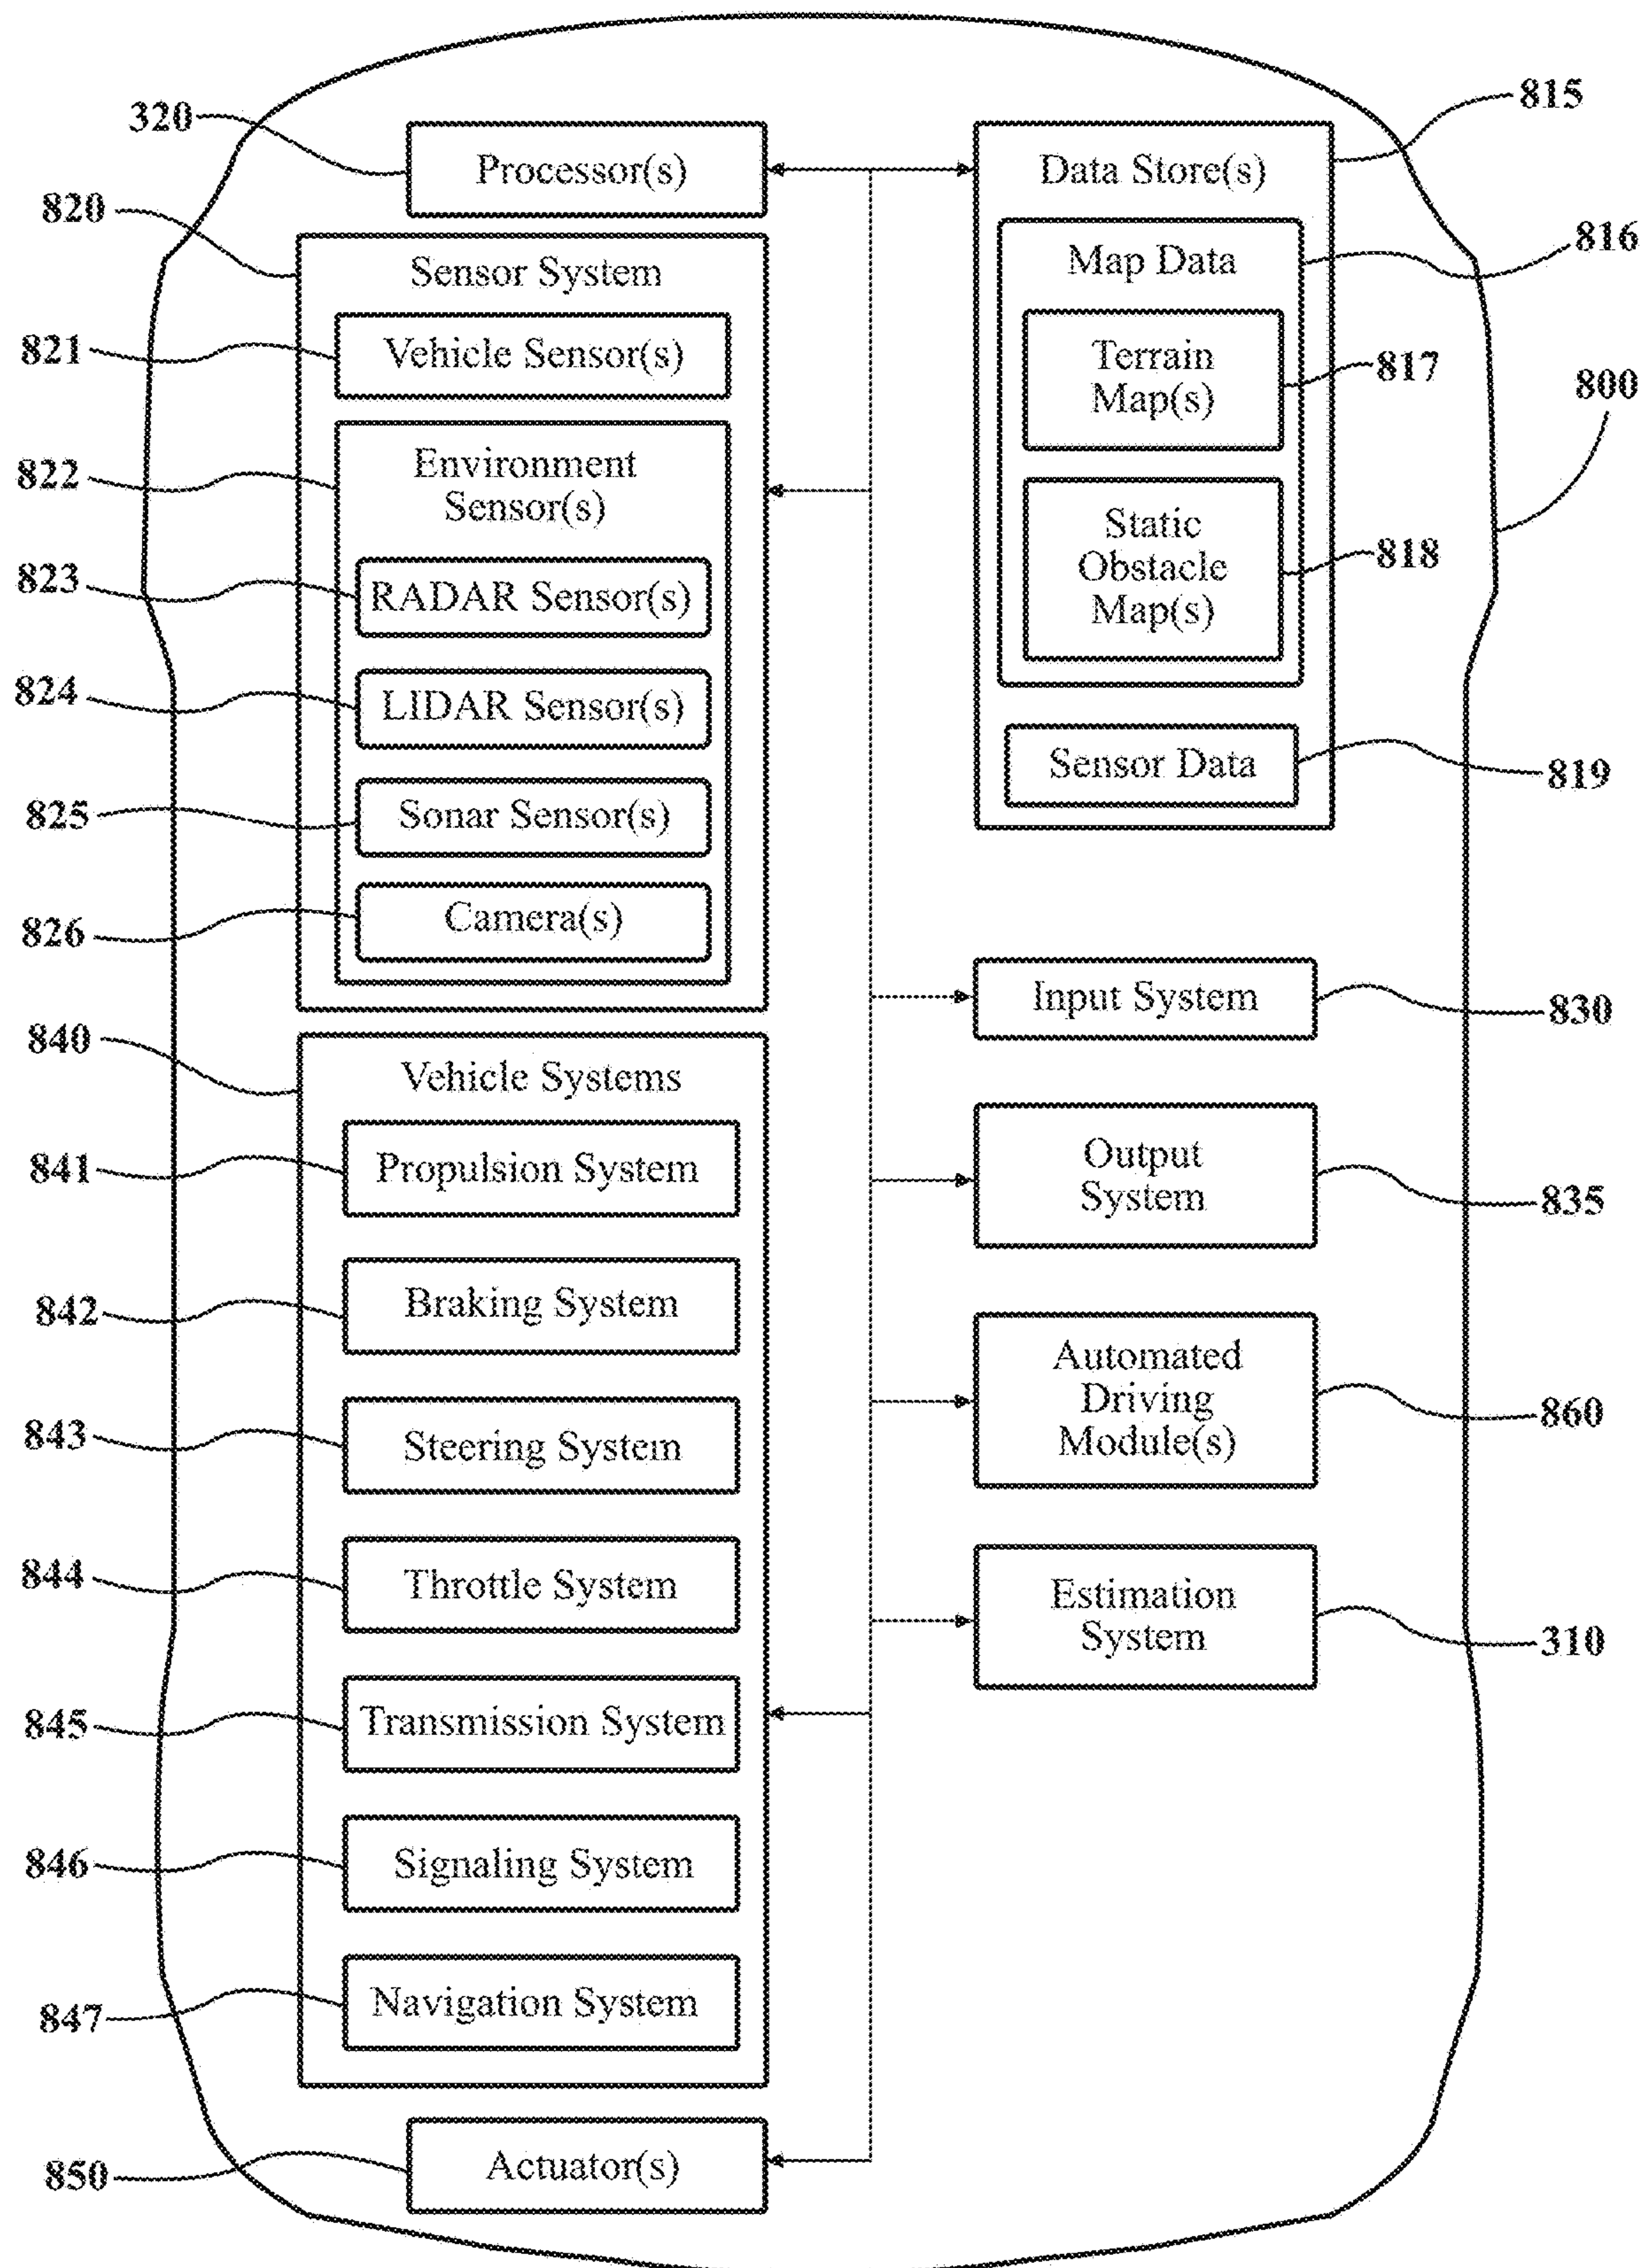 320
Processor(s)
820
Sensor System
821
Vehicle Sensor(s)
822
Environment
Sensor(s)
823
RADAR Sensor(s)
824
LIDAR Sensor(s)
825
Sonar Sensor(s)
826
Camera(s)
840
Vehicle Systems
841
Propulsion System
842
Braking System
843
Steering System
844
Throttle System
845
Transmission System
846
Signaling System
847
Navigation System
850
Actuator(s)
815
Data Store(s)
816
Map Data
Terrain
Map(s)
817
800
Static
Obstacle
Map(s)
818
Sensor Data
819
Input System
830
Output
System
835
Automated
Driving
Module(s)
860
Estimation
System
310